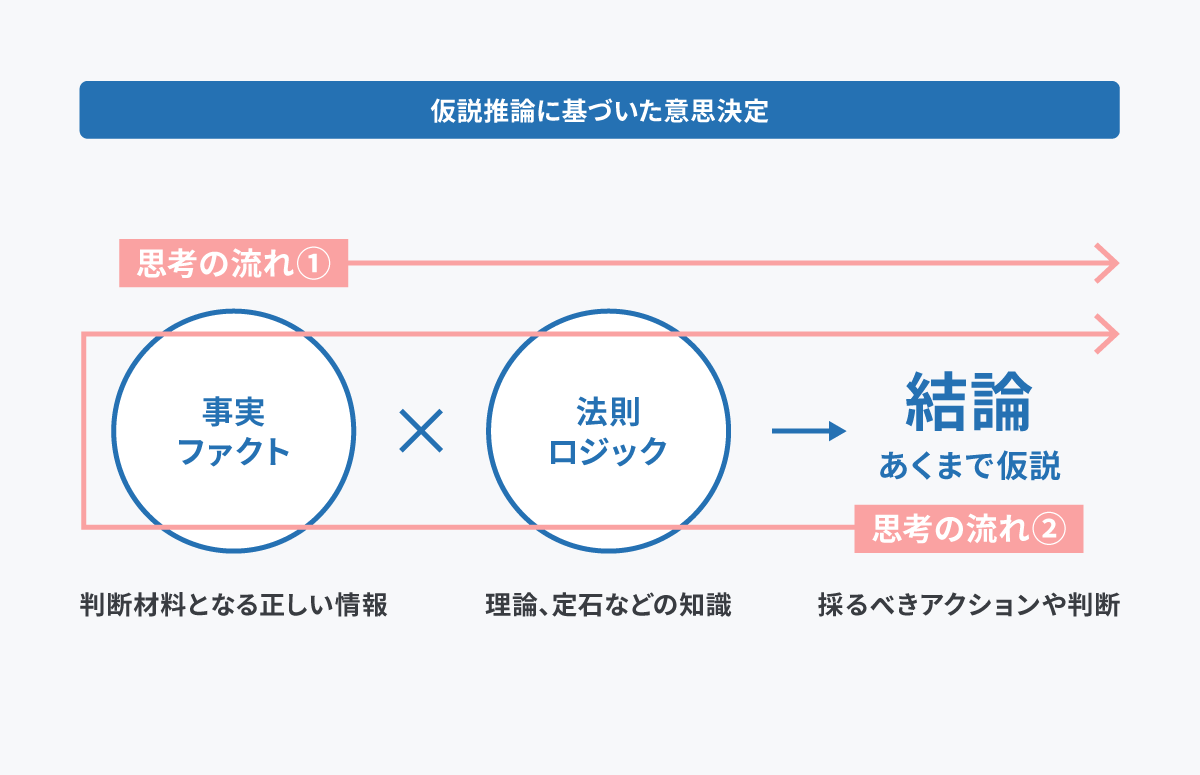 仮説推論に基づいた意思決定
思考の流れ①
事実
ファクト
法則
ロジック
結論
あくまで仮説
思考の流れ②
判断材料となる正しい情報
理論、定石などの知識
採るべきアクションや判断